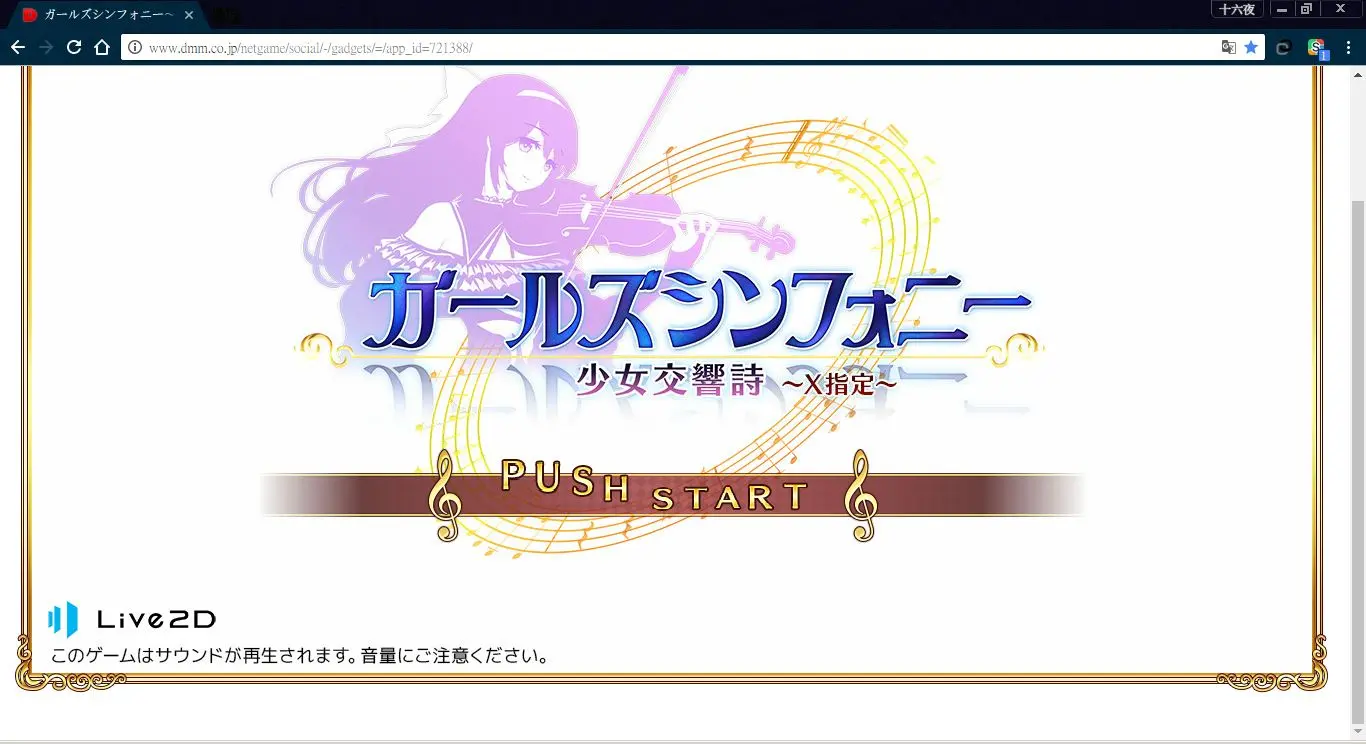 ガールズシンフォニー～
十六夜
www.dmm.co.jp/netgame/social/-/gadgets/=/app_id=721388/
ガールズシンフォニー
少女交響詩 ～X指定～
PUSH START
Live2D
このゲームはサウンドが再生されます。音量にご注意ください。